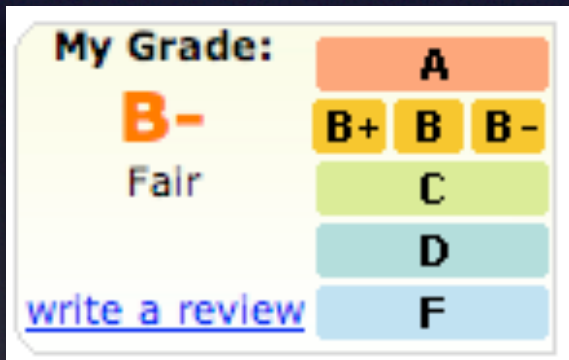 My Grade:
B-
Fair
write a review
A
B+ B B-
C
D
F